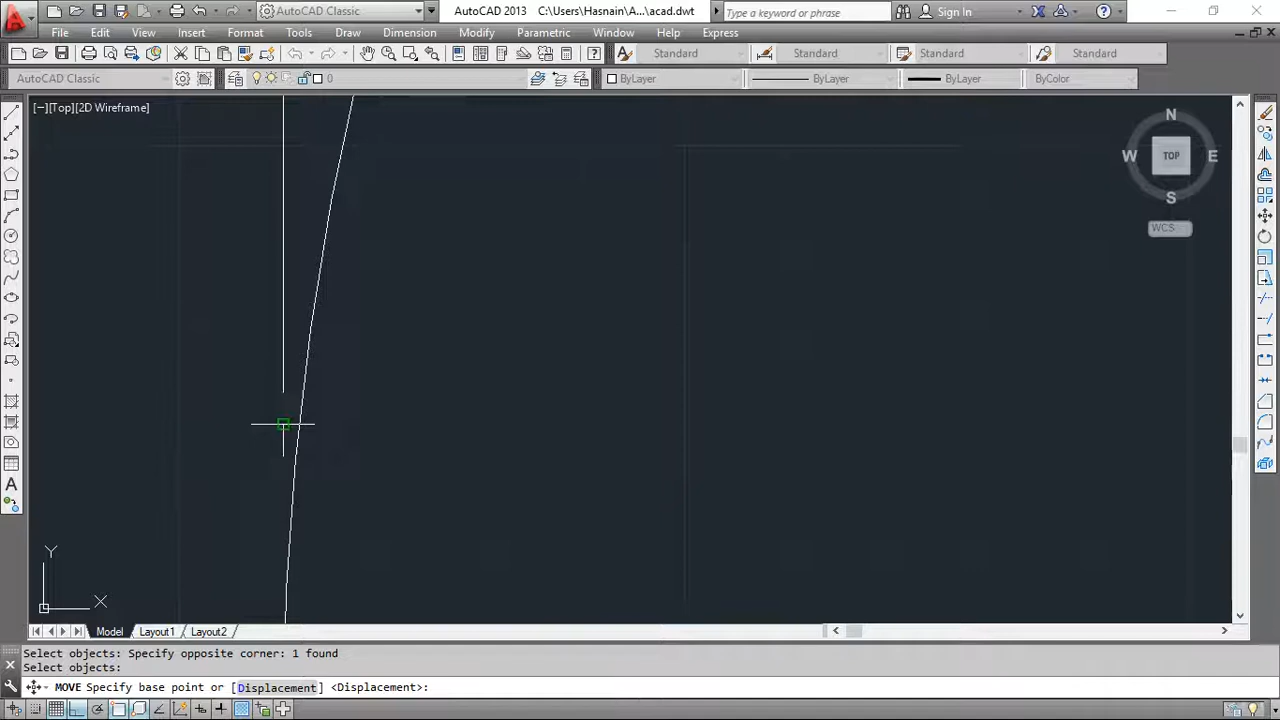 AutoCAD Classic AutoCAD 2013 C:\Users\Hasnain\A...\acad.dwt Type a keyword or phrase Sign In
File Edit View Insert Format Tools Draw Dimension Modify Parametric Window Help Express
Standard Standard Standard Standard
AutoCAD Classic 0 ByLayer ByLayer ByLayer ByColor
[−][Top][2D Wireframe]
N
W TOP E
S
WCS
Y
X
Model Layout1 Layout2
Select objects: Specify opposite corner: 1 found
Select objects:
MOVE Specify base point or [Displacement] <Displacement>: